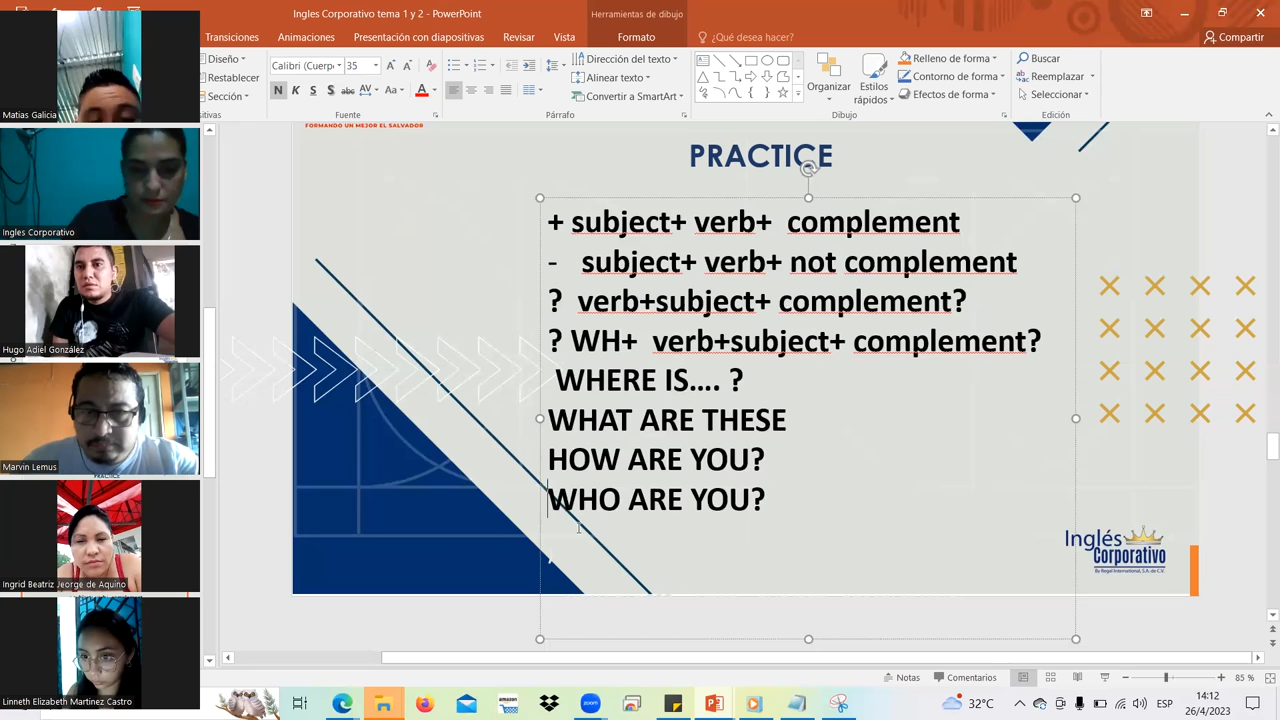 Ingles Corporativo tema 1 y 2 - PowerPoint
Herramientas de dibujo
Transiciones Animaciones Presentación con diapositivas Revisar Vista Formato ¿Qué desea hacer? Compartir
Diseño
Restablecer
Sección
Calibri (Cuerp 35
N K S S abc AV Aa A
Fuente
Dirección del texto
Alinear texto
Convertir a SmartArt
Párrafo
Organizar
Estilos
rápidos
Dibujo
Relleno de forma
Contorno de forma
Efectos de forma
Buscar
Reemplazar
Seleccionar
Edición
Matias Galicia
Ingles Corporativo
Hugo Adiel González
Marvin Lemus
Ingrid Beatriz Jeorge de Aquino
Linneth Elizabeth Martinez Castro
FORMANDO UN MEJOR EL SALVADOR
PRACTICE
+ subject+ verb+ complement
- subject+ verb+ not complement
? verb+subject+ complement?
? WH+ verb+subject+ complement?
WHERE IS.... ?
WHAT ARE THESE
HOW ARE YOU?
WHO ARE YOU?
Inglés
Corporativo
By Regal International, S.A. de C.V.
PRACTICE
Notas Comentarios 85 %
amazon
zoom
32°C ESP 14:12
26/4/2023